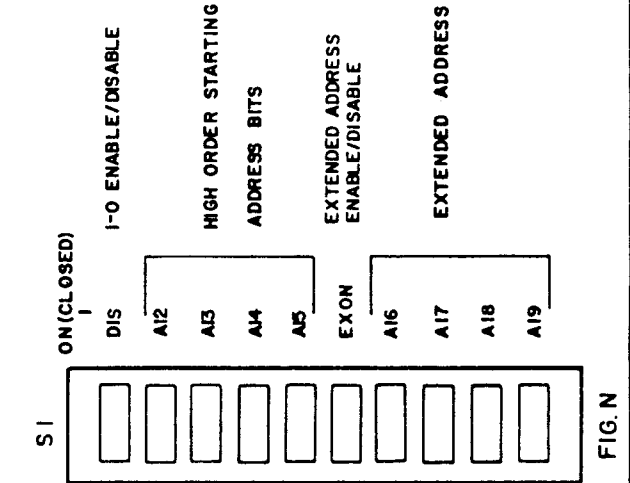 S1
ON(CLOSED)
DIS
I-O ENABLE/DISABLE
A12
A13
A14
A15
HIGH ORDER STARTING
ADDRESS BITS
EXON
EXTENDED ADDRESS
ENABLE/DISABLE
A16
A17
A18
A19
EXTENDED ADDRESS
FIG. N